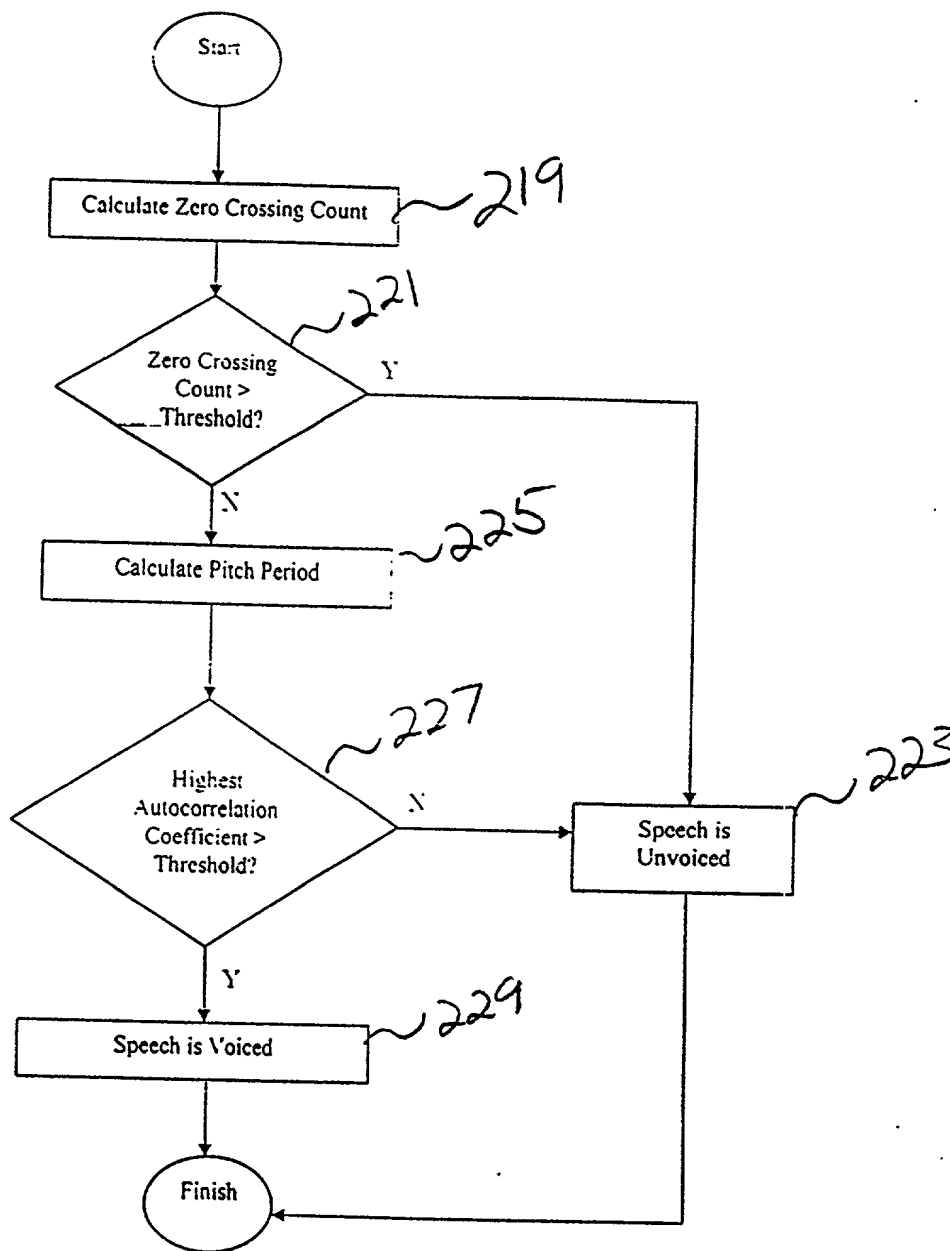 Start
Calculate Zero Crossing Count
219
221
Zero Crossing
Count >
Threshold?
Y
N
225
Calculate Pitch Period
227
Highest
Autocorrelation
Coefficient >
Threshold?
N
223
Speech is
Unvoiced
Y
229
Speech is Voiced
Finish